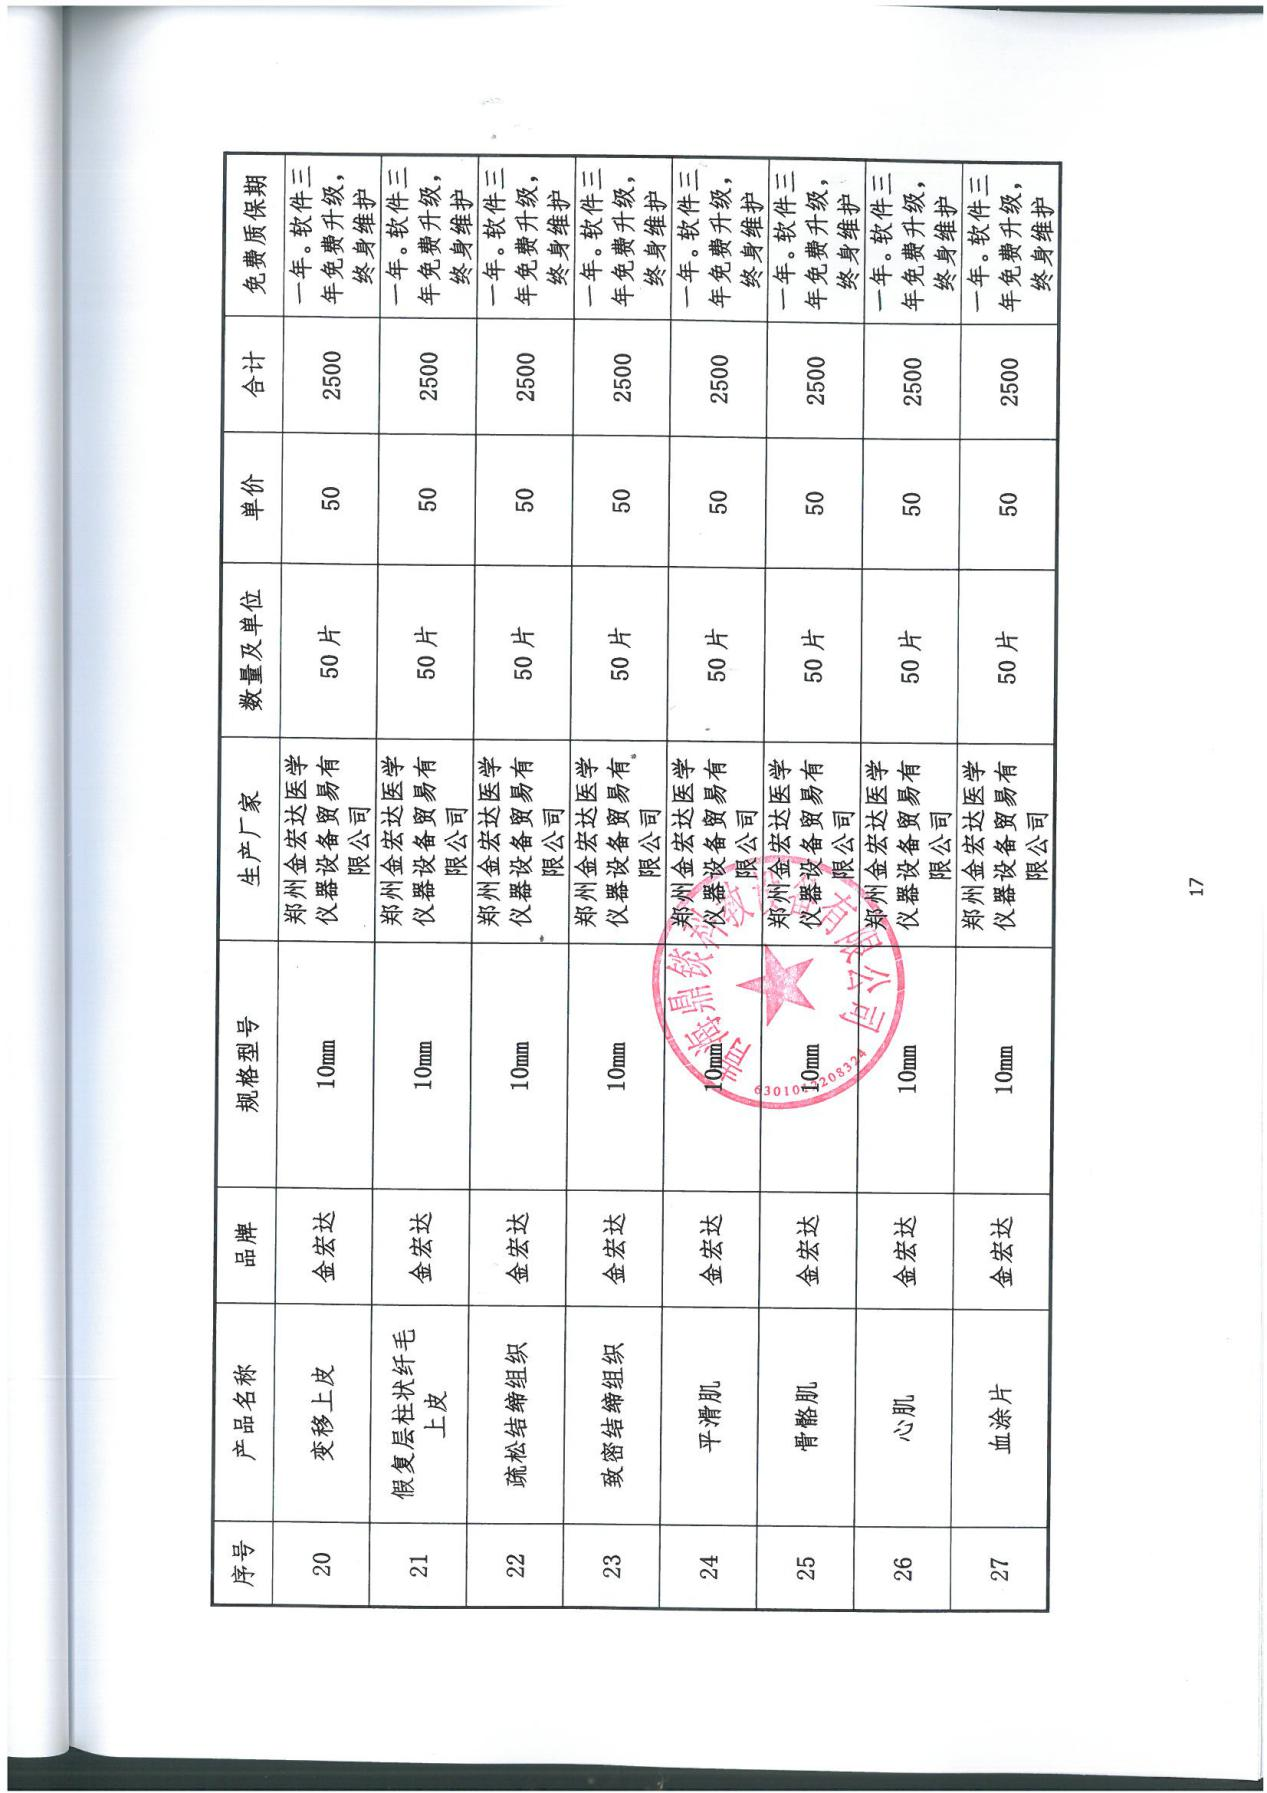 序号 产品名称 品牌 规格型号 生产厂家 数量及单位 单价 合计 免费质保期
20 变移上皮 金宏达 10mm 郑州金宏达医学仪器设备贸易有限公司 50片 50 2500 一年。软件三年免费升级，终身维护
21 假复层柱状纤毛上皮 金宏达 10mm 郑州金宏达医学仪器设备贸易有限公司 50片 50 2500 一年。软件三年免费升级，终身维护
22 疏松结缔组织 金宏达 10mm 郑州金宏达医学仪器设备贸易有限公司 50片 50 2500 一年。软件三年免费升级，终身维护
23 致密结缔组织 金宏达 10mm 郑州金宏达医学仪器设备贸易有限公司 50片 50 2500 一年。软件三年免费升级，终身维护
24 平滑肌 金宏达 10mm 郑州金宏达医学仪器设备贸易有限公司 50片 50 2500 一年。软件三年免费升级，终身维护
25 骨骼肌 金宏达 10mm 郑州金宏达医学仪器设备贸易有限公司 50片 50 2500 一年。软件三年免费升级，终身维护
26 心肌 金宏达 10mm 郑州金宏达医学仪器设备贸易有限公司 50片 50 2500 一年。软件三年免费升级，终身维护
27 血涂片 金宏达 10mm 郑州金宏达医学仪器设备贸易有限公司 50片 50 2500 一年。软件三年免费升级，终身维护
青海鼎锬科教设备有限公司
17